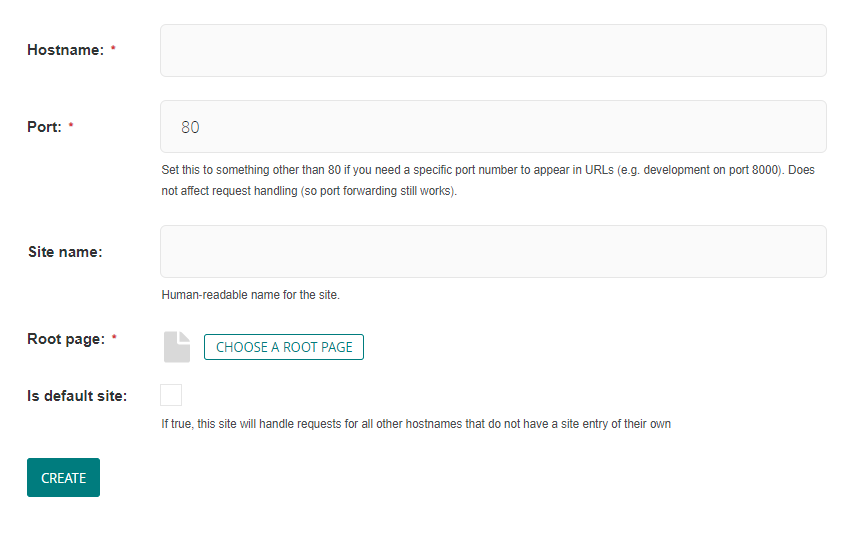 Hostname: *
Port: *
80
Set this to something other than 80 if you need a specific port number to appear in URLs (e.g. development on port 8000). Does
not affect request handling (so port forwarding still works).
Site name:
Human-readable name for the site.
Root page: *
CHOOSE A ROOT PAGE
Is default site:
If true, this site will handle requests for all other hostnames that do not have a site entry of their own
CREATE